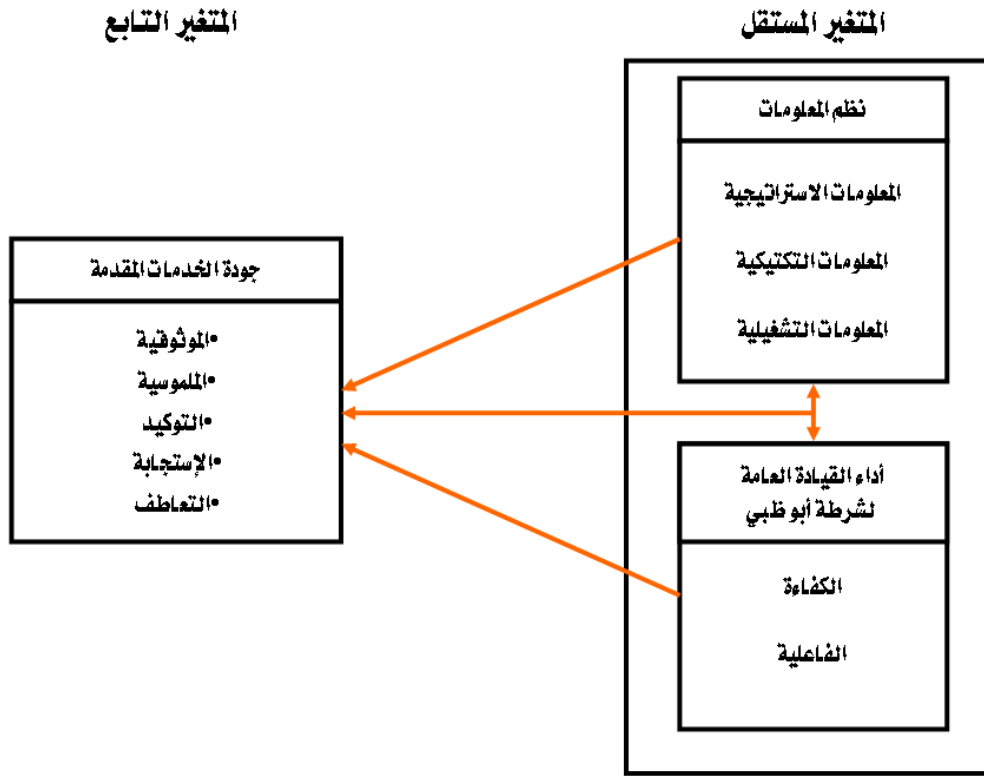 المتغير المستقل
نظم المعلومات
المعلومات الاستراتيجية
المعلومات التكتيكية
المعلومات التشغيلية
أداء القيادة العامة
لشرطة أبو ظبي
الكفاءة
الفاعلية
المتغير التابع
جودة الخدمات المقدمة
•الموثوقية
•الملموسية
•التوكيد
•الإستجابة
•التعاطف